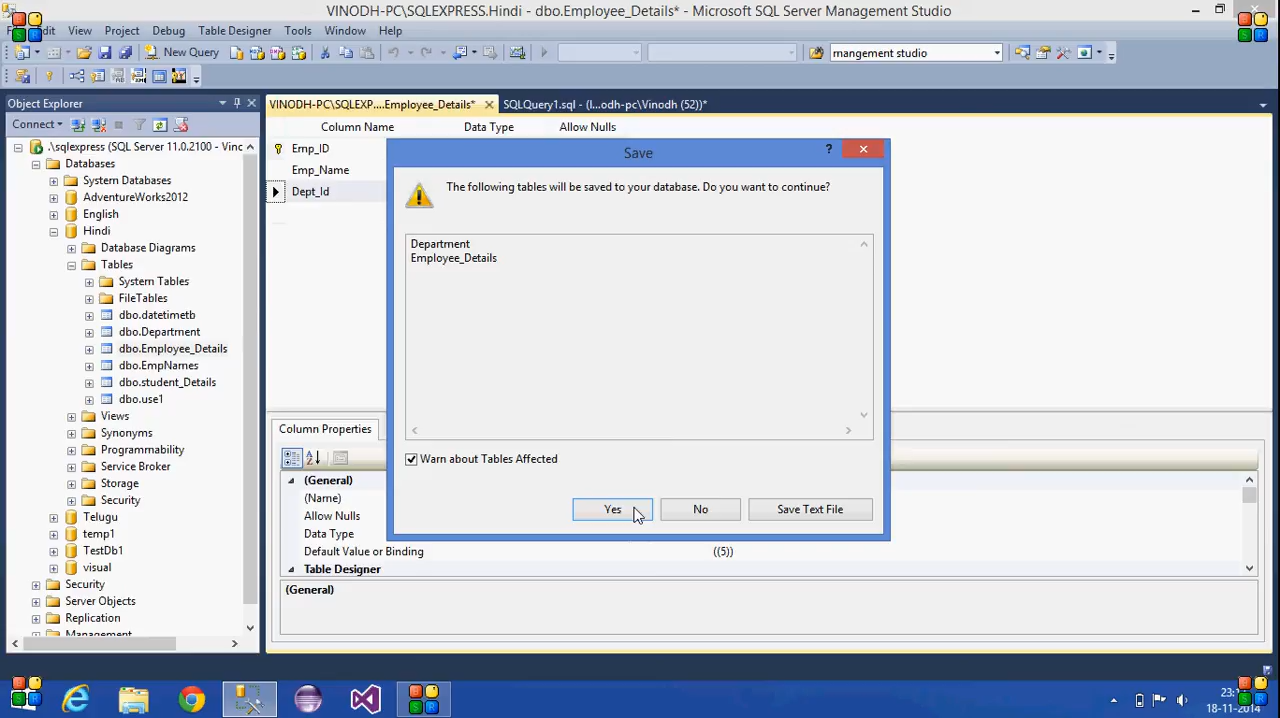 VINODH-PC\SQLEXPRESS.Hindi - dbo.Employee_Details* - Microsoft SQL Server Management Studio
View Project Debug Table Designer Tools Window Help
New Query
mangement studio
Object Explorer
VINODH-PC\SQLEXP....Employee_Details*
SQLQuery1.sql - (l...odh-pc\Vinodh (52))*
Connect
Column Name Data Type Allow Nulls
.\sqlexpress (SQL Server 11.0.2100 - Vinc
Databases
System Databases
AdventureWorks2012
English
Hindi
Database Diagrams
Tables
System Tables
FileTables
dbo.datetimetb
dbo.Department
dbo.Employee_Details
dbo.EmpNames
dbo.student_Details
dbo.use1
Views
Synonyms
Programmability
Service Broker
Storage
Security
Telugu
temp1
TestDb1
visual
Security
Server Objects
Replication
Management
Emp_ID
Emp_Name
Dept_Id
Save
?
The following tables will be saved to your database. Do you want to continue?
Department
Employee_Details
Warn about Tables Affected
Yes No Save Text File
Column Properties
(General)
(Name)
Allow Nulls
Data Type
Default Value or Binding ((5))
Table Designer
(General)
18-11-2014